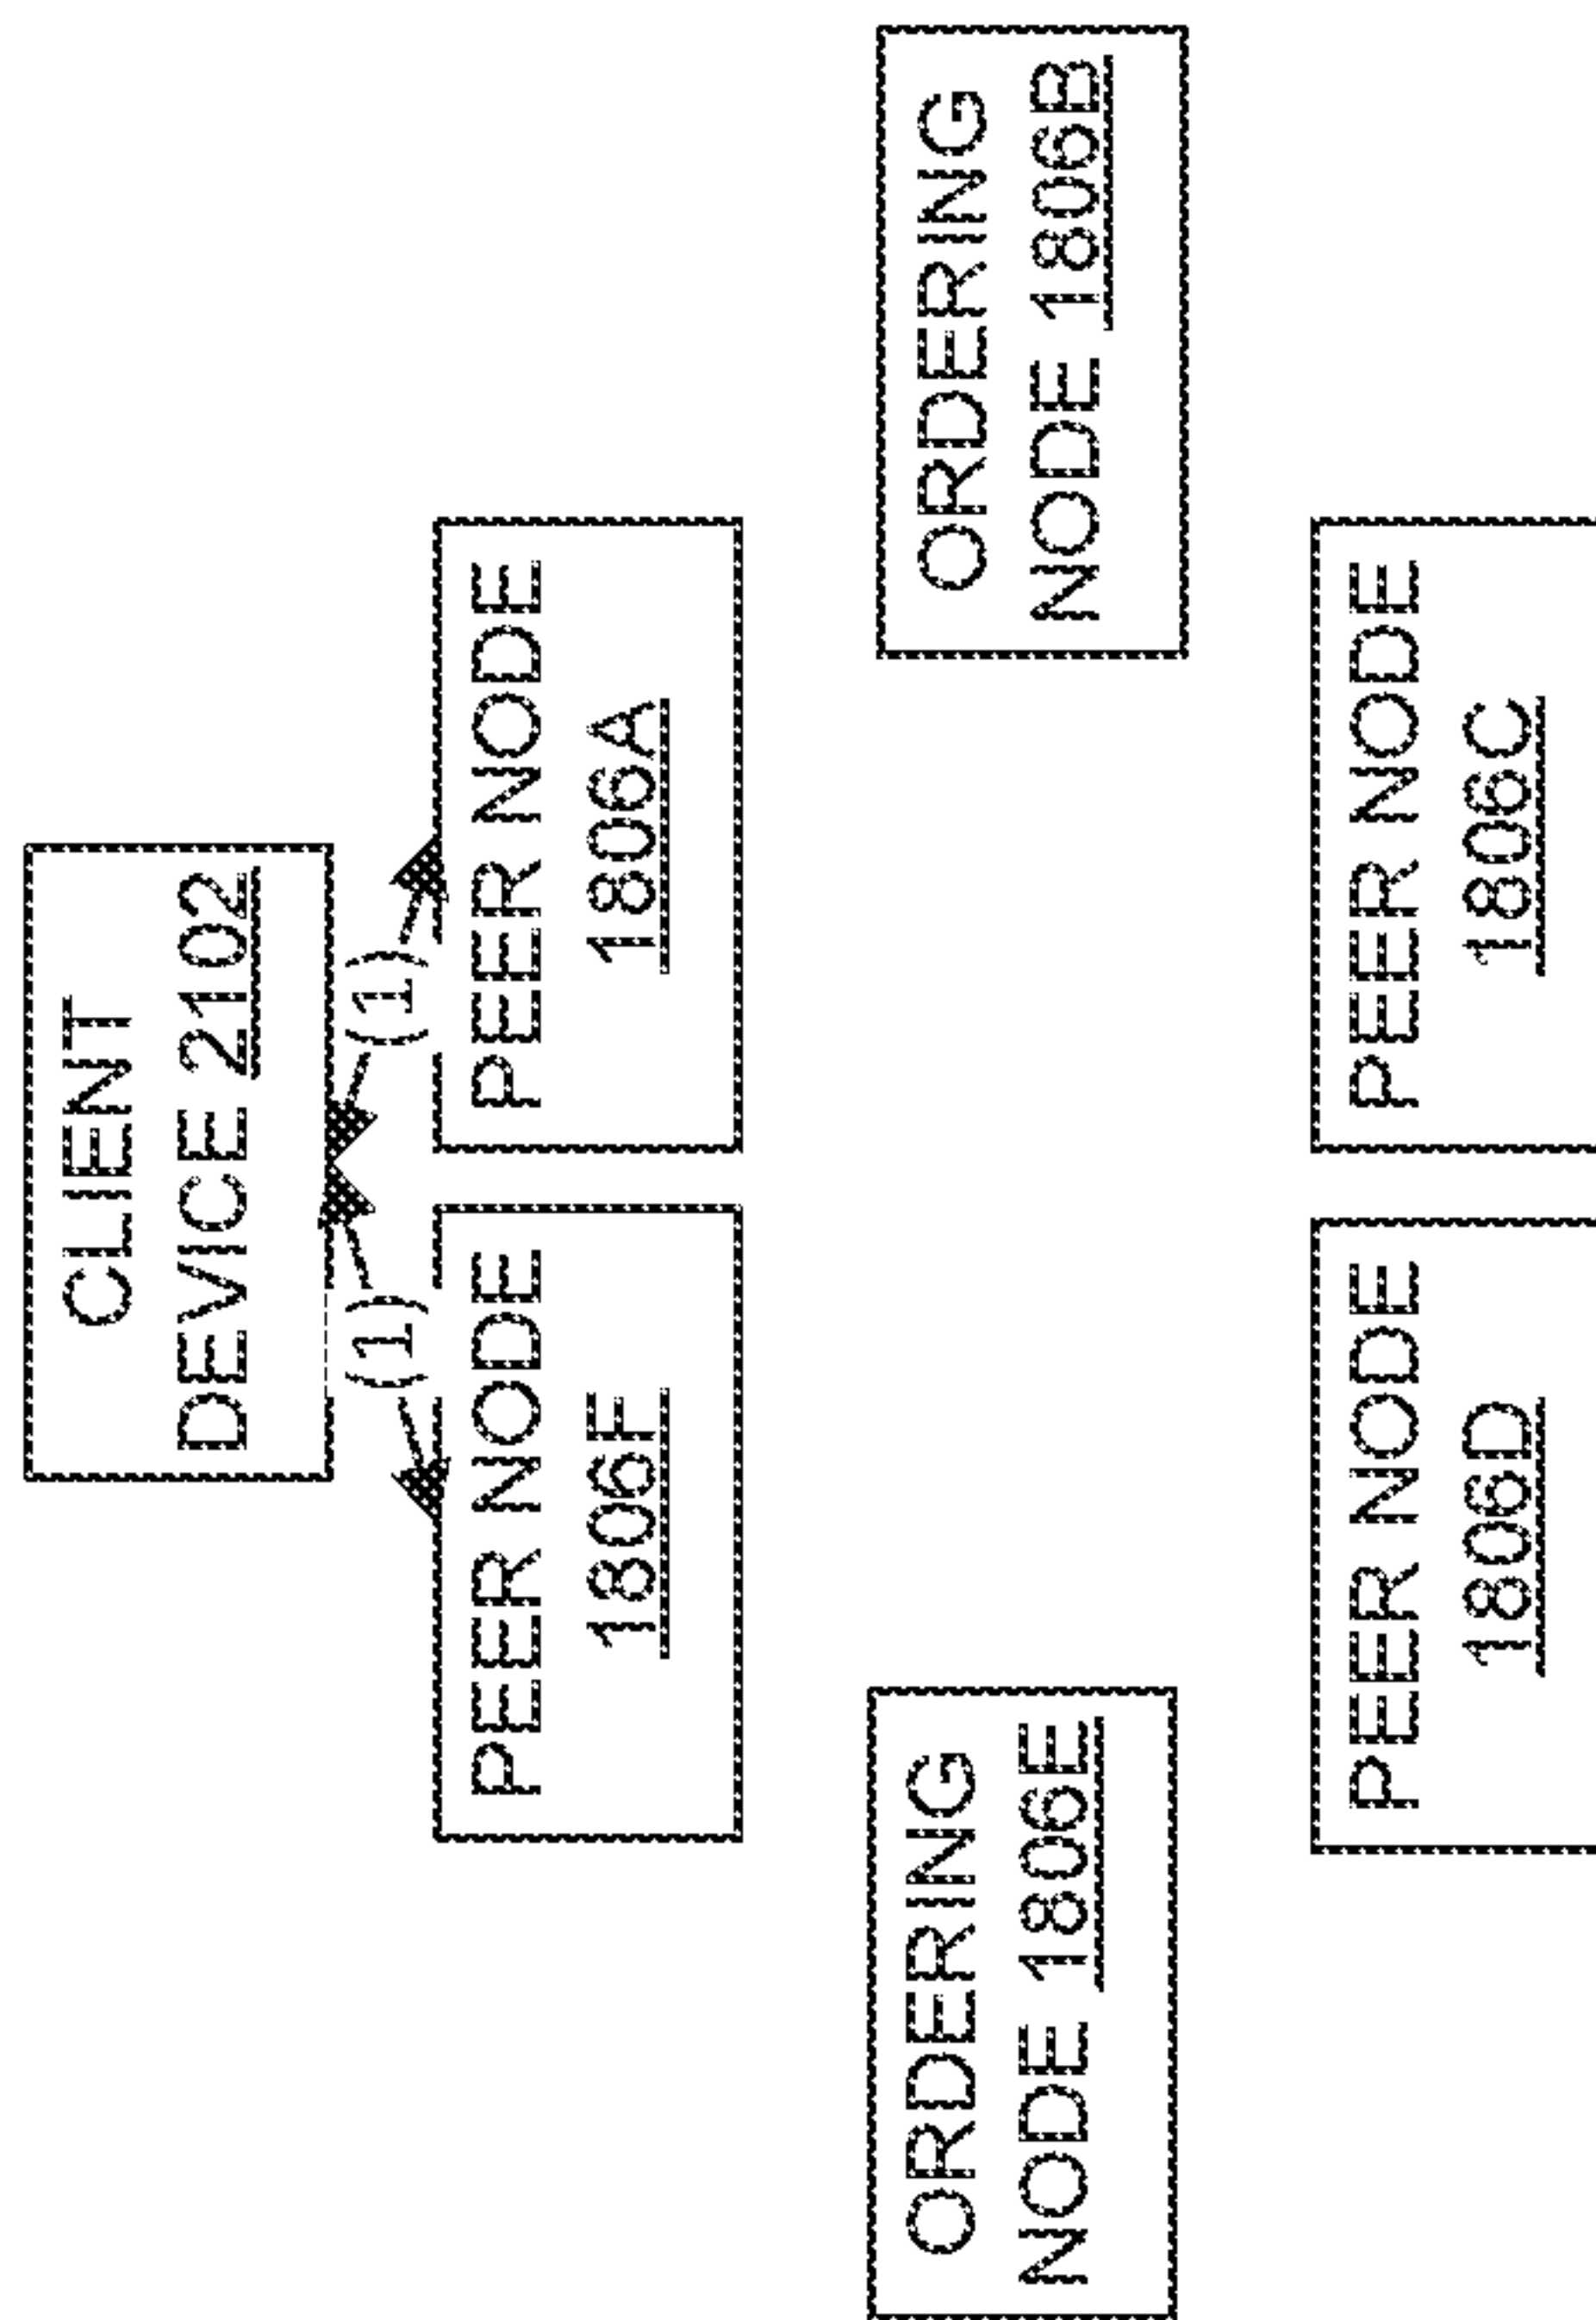 CLIENT
DEVICE 2102
(1)
(1)
PEER NODE
1806F
PEER NODE
1806A
ORDERING
NODE 1806E
ORDERING
NODE 1806B
PEER NODE
1806D
PEER NODE
1806C